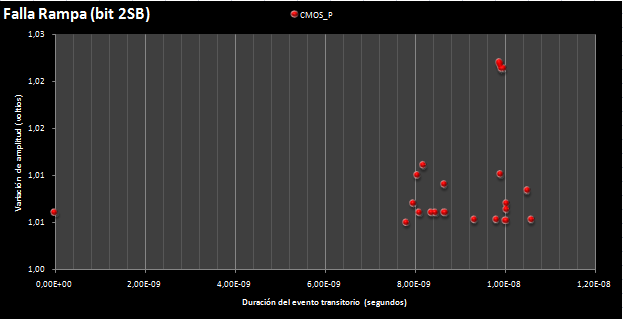 Falla Rampa (bit 2SB)
CMOS_P
Variación de amplitud (voltios)
1,03
1,02
1,02
1,01
1,01
1,00
0,00E+00 2,00E-09 4,00E-09 6,00E-09 8,00E-09 1,00E-08 1,20E-08
Duración del evento transitorio (segundos)